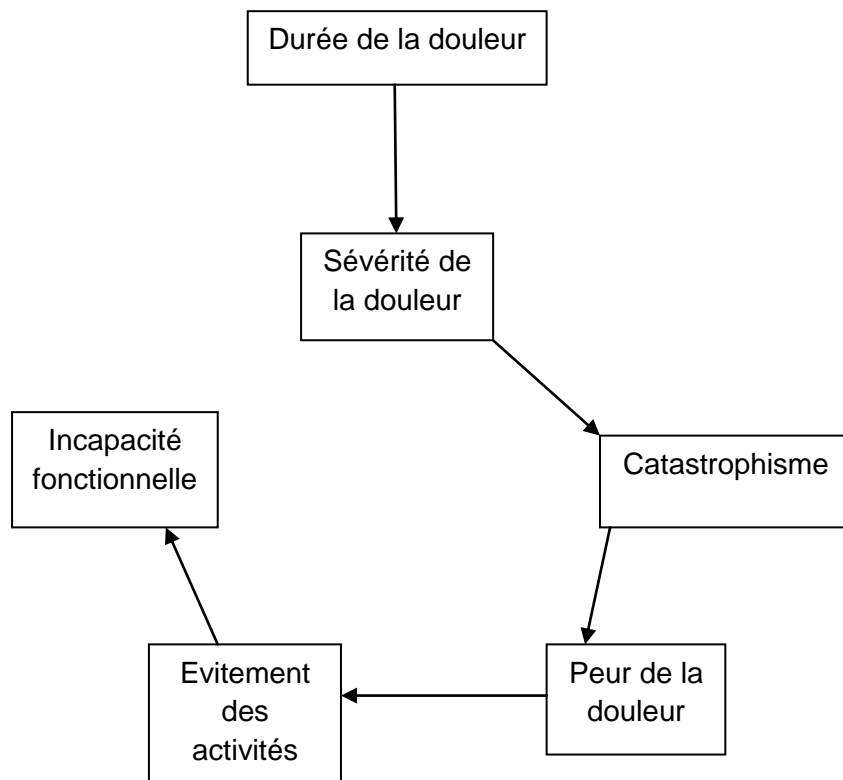 Durée de la douleur
Sévérité de
la douleur
Incapacité
fonctionnelle
Catastrophisme
Evitement
des
activités
Peur de la
douleur